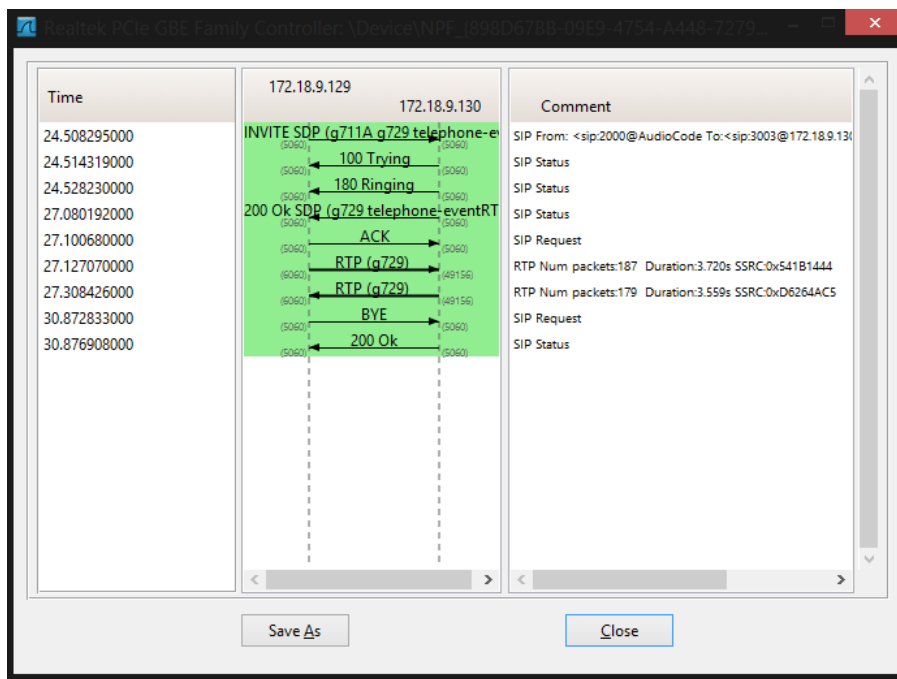 Realtek PCIe GBE Family Controller: \Device\NPF_{898D67BB-09E9-4754-A448-7279...
Time
172.18.9.129
172.18.9.130
Comment
24.508295000 INVITE SDP (g711A g729 telephone-ev SIP From: <sip:2000@AudioCode To:<sip:3003@172.18.9.130
(5060) (5060)
24.514319000 100 Trying SIP Status
(5060) (5060)
24.528230000 180 Ringing SIP Status
(5060) (5060)
27.080192000 200 Ok SDP (g729 telephone-eventRT SIP Status
(5060) (5060)
27.100680000 ACK SIP Request
(5060) (5060)
27.127070000 RTP (g729) RTP Num packets:187 Duration:3.720s SSRC:0x541B1444
(6060) (49156)
27.308426000 RTP (g729) RTP Num packets:179 Duration:3.559s SSRC:0xD6264AC5
(6060) (49156)
30.872833000 BYE SIP Request
(5060) (5060)
30.876908000 200 Ok SIP Status
(5060) (5060)
Save As
Close